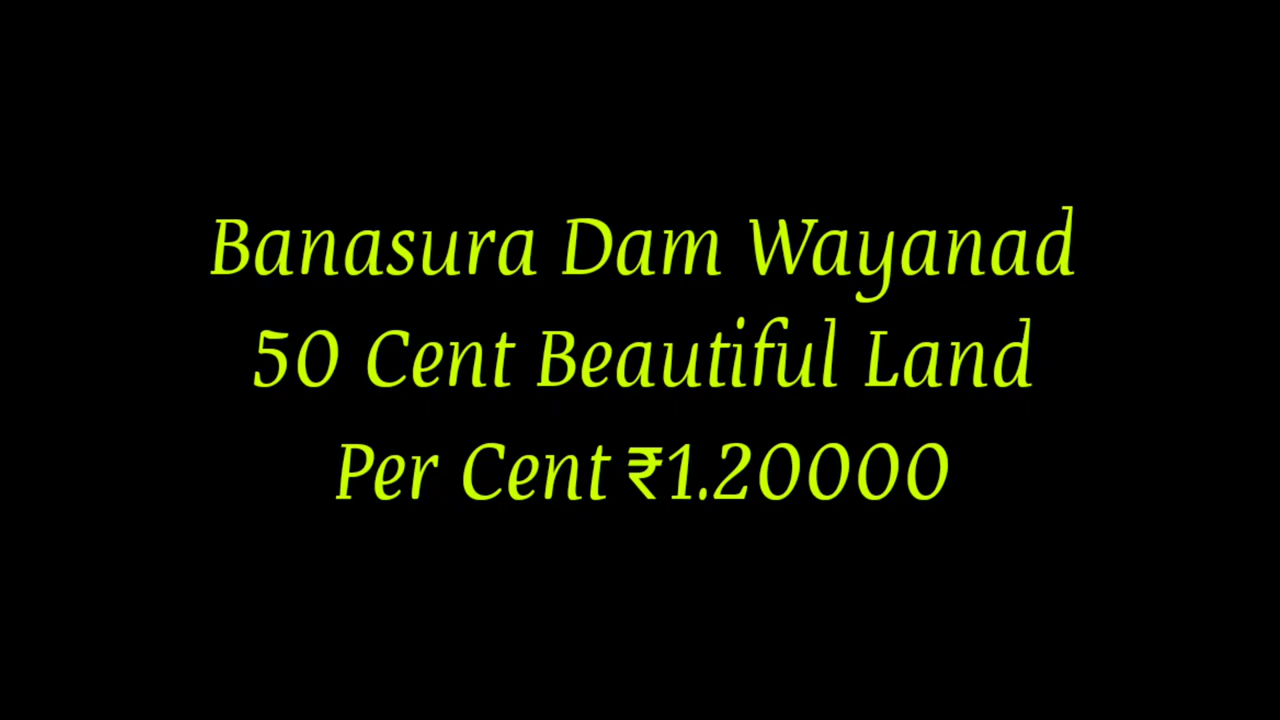 Banasura Dam Wayanad
50 Cent Beautiful Land
Per Cent ₹1.20000